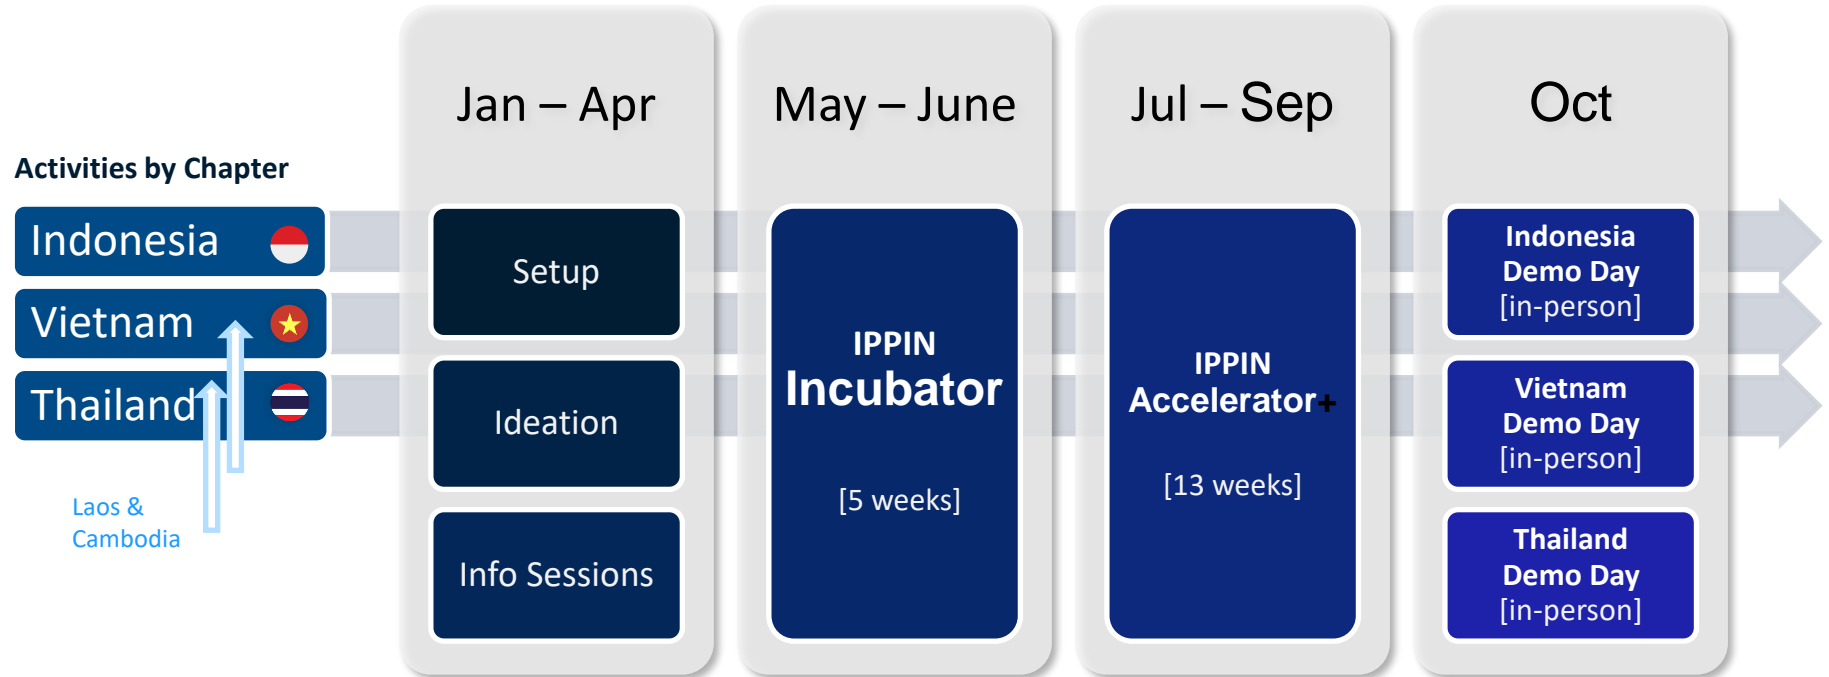 Jan – Apr
May – June
Jul – Sep
Oct
Activities by Chapter
Indonesia
Vietnam
Thailand
Laos &
Cambodia
Setup
Ideation
Info Sessions
IPPIN
Incubator
[5 weeks]
IPPIN
Accelerator+
[13 weeks]
Indonesia
Demo Day
[in-person]
Vietnam
Demo Day
[in-person]
Thailand
Demo Day
[in-person]